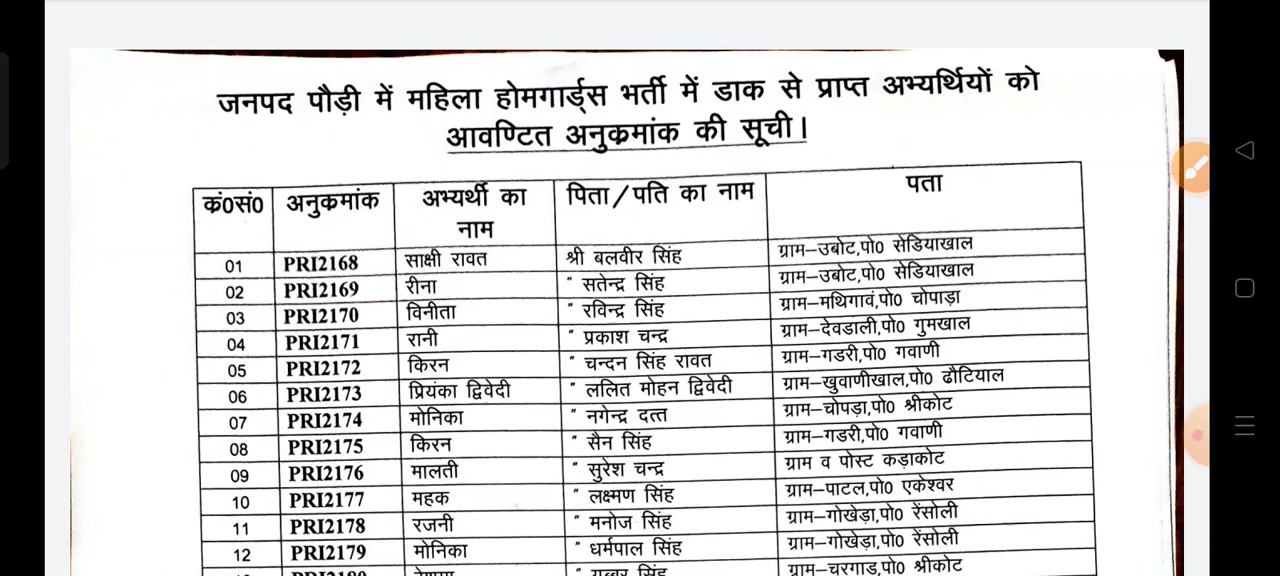 जनपद पौड़ी में महिला होमगार्ड्स भर्ती में डाक से प्राप्त अभ्यर्थियों को
आवण्टित अनुक्रमांक की सूची।
कं0सं0 अनुक्रमांक अभ्यर्थी का नाम पिता/पति का नाम पता
01 PRI2168 साक्षी रावत श्री बलवीर सिंह ग्राम–उबोट,पो0 सेडियाखाल
02 PRI2169 रीना " सतेन्द्र सिंह ग्राम–उबोट,पो0 सेडियाखाल
03 PRI2170 विनीता " रविन्द्र सिंह ग्राम–मथिगावं,पो0 चोपाड़ा
04 PRI2171 रानी " प्रकाश चन्द्र ग्राम–देवडाली,पो0 गुमखाल
05 PRI2172 किरन " चन्दन सिंह रावत ग्राम–गडरी,पो0 गवाणी
06 PRI2173 प्रियंका द्विवेदी " ललित मोहन द्विवेदी ग्राम–खुवाणीखाल,पो0 ढौटियाल
07 PRI2174 मोनिका " नगेन्द्र दत्त ग्राम–चोपड़ा,पो0 श्रीकोट
08 PRI2175 किरन " सैन सिंह ग्राम–गडरी,पो0 गवाणी
09 PRI2176 मालती " सुरेश चन्द्र ग्राम व पोस्ट कड़ाकोट
10 PRI2177 महक " लक्ष्मण सिंह ग्राम–पाटल,पो0 एकेश्वर
11 PRI2178 रजनी " मनोज सिंह ग्राम–गोखेड़ा,पो0 रेंसोली
12 PRI2179 मोनिका " धर्मपाल सिंह ग्राम–गोखेड़ा,पो0 रेंसोली
PRI2180 " गब्बर सिंह ग्राम–चरगाड,पो0 श्रीकोट